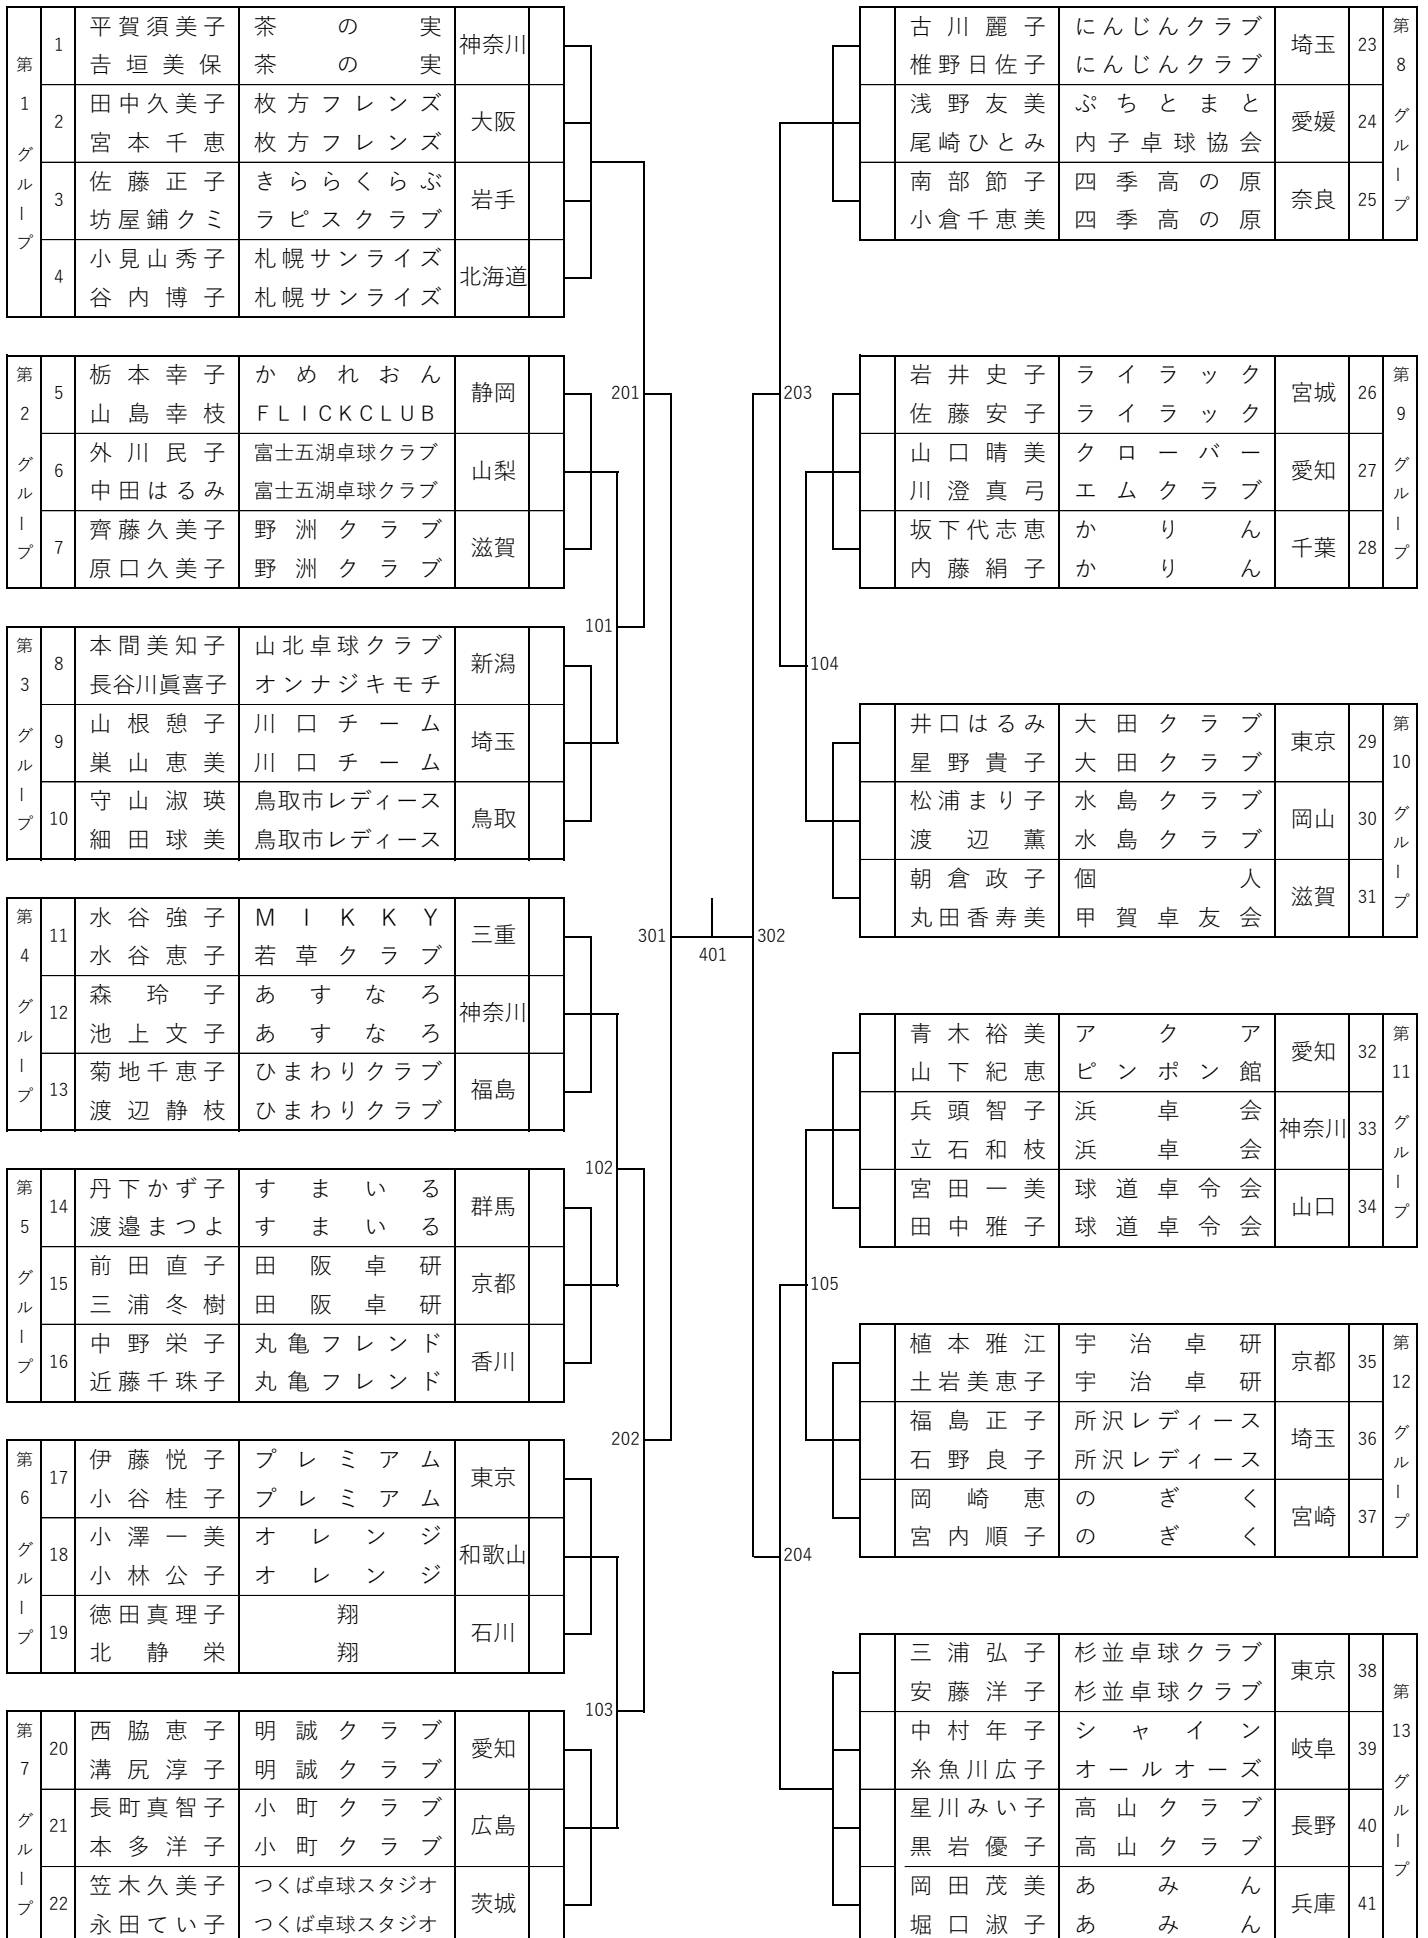 第1グループ
1 平賀須美子 茶の実 神奈川
吉垣美保 茶の実
2 田中久美子 枚方フレンズ 大阪
宮本千恵 枚方フレンズ
3 佐藤正子 きららくらぶ 岩手
坊屋鋪クミ ラピスクラブ
4 小見山秀子 札幌サンライズ 北海道
谷内博子 札幌サンライズ
第2グループ
5 栃本幸子 かめれおん 静岡
山島幸枝 FLICKCLUB
6 外川民子 富士五湖卓球クラブ 山梨
中田はるみ 富士五湖卓球クラブ
7 齊藤久美子 野洲クラブ 滋賀
原口久美子 野洲クラブ
第3グループ
8 本間美知子 山北卓球クラブ 新潟
長谷川眞喜子 オンナジキモチ
9 山根憩子 川口チーム 埼玉
巣山恵美 川口チーム
10 守山淑瑛 鳥取市レディース 鳥取
細田球美 鳥取市レディース
第4グループ
11 水谷強子 MIKKY 三重
水谷恵子 若草クラブ
12 森玲子 あすなろ 神奈川
池上文子 あすなろ
13 菊地千恵子 ひまわりクラブ 福島
渡辺静枝 ひまわりクラブ
第5グループ
14 丹下かず子 すまいる 群馬
渡邉まつよ すまいる
15 前田直子 田阪卓研 京都
三浦冬樹 田阪卓研
16 中野栄子 丸亀フレンド 香川
近藤千珠子 丸亀フレンド
第6グループ
17 伊藤悦子 プレミアム 東京
小谷桂子 プレミアム
18 小澤一美 オレンジ 和歌山
小林公子 オレンジ
19 徳田真理子 翔 石川
北静栄 翔
第7グループ
20 西脇恵子 明誠クラブ 愛知
溝尻淳子 明誠クラブ
21 長町真智子 小町クラブ 広島
本多洋子 小町クラブ
22 笠木久美子 つくば卓球スタジオ 茨城
永田てい子 つくば卓球スタジオ
201
101
301
102
202
103
401
203
104
302
105
204
第8グループ
古川麗子 にんじんクラブ 埼玉 23
椎野日佐子 にんじんクラブ
浅野友美 ぷちとまと 愛媛 24
尾崎ひとみ 内子卓球協会
南部節子 四季高の原 奈良 25
小倉千恵美 四季高の原
第9グループ
岩井史子 ライラック 宮城 26
佐藤安子 ライラック
山口晴美 クローバー 愛知 27
川澄真弓 エムクラブ
坂下代志恵 かりん 千葉 28
内藤絹子 かりん
第10グループ
井口はるみ 大田クラブ 東京 29
星野貴子 大田クラブ
松浦まり子 水島クラブ 岡山 30
渡辺薫 水島クラブ
朝倉政子 個人 滋賀 31
丸田香寿美 甲賀卓友会
第11グループ
青木裕美 アクア 愛知 32
山下紀恵 ピンポン館
兵頭智子 浜卓会 神奈川 33
立石和枝 浜卓会
宮田一美 球道卓令会 山口 34
田中雅子 球道卓令会
第12グループ
植本雅江 宇治卓研 京都 35
土岩美恵子 宇治卓研
福島正子 所沢レディース 埼玉 36
石野良子 所沢レディース
岡崎恵 のぎく 宮崎 37
宮内順子 のぎく
第13グループ
三浦弘子 杉並卓球クラブ 東京 38
安藤洋子 杉並卓球クラブ
中村年子 シャイン 岐阜 39
糸魚川広子 オールオーズ
星川みい子 高山クラブ 長野 40
黒岩優子 高山クラブ
岡田茂美 あみん 兵庫 41
堀口淑子 あみん